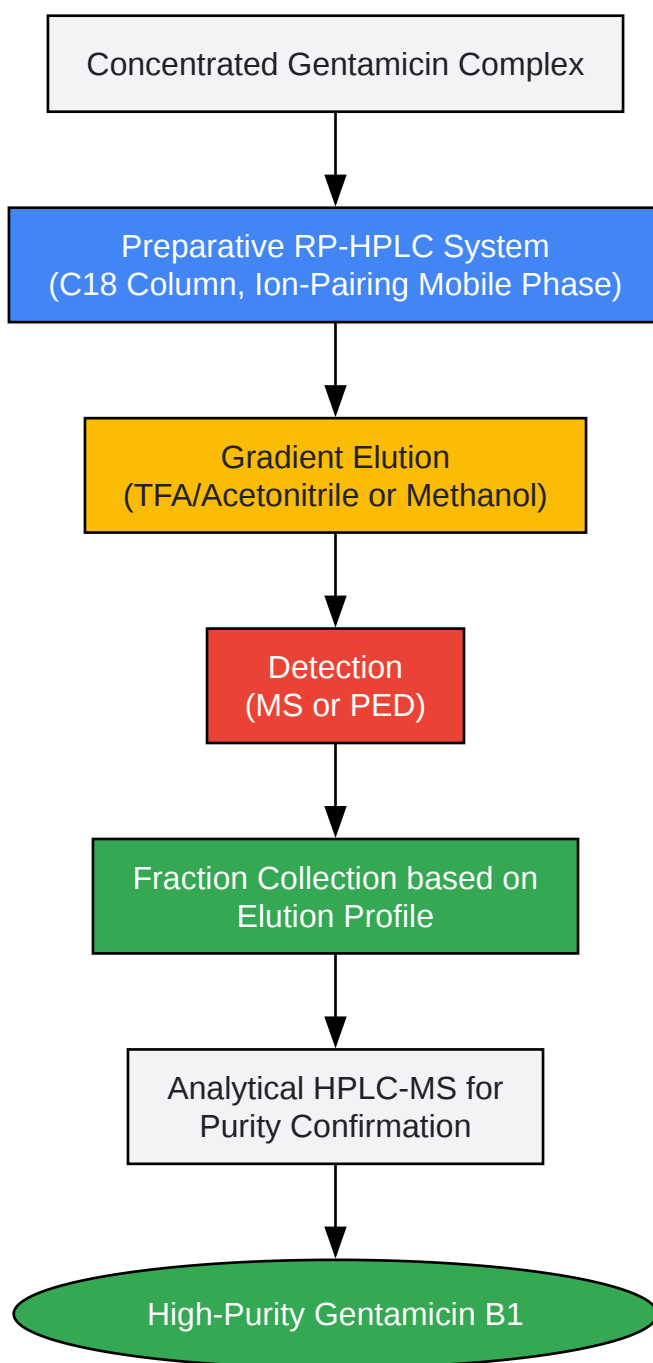 Concentrated Gentamicin Complex
Preparative RP-HPLC System
(C18 Column, Ion-Pairing Mobile Phase)
Gradient Elution
(TFA/Acetonitrile or Methanol)
Detection
(MS or PED)
Fraction Collection based on
Elution Profile
Analytical HPLC-MS for
Purity Confirmation
High-Purity Gentamicin B1